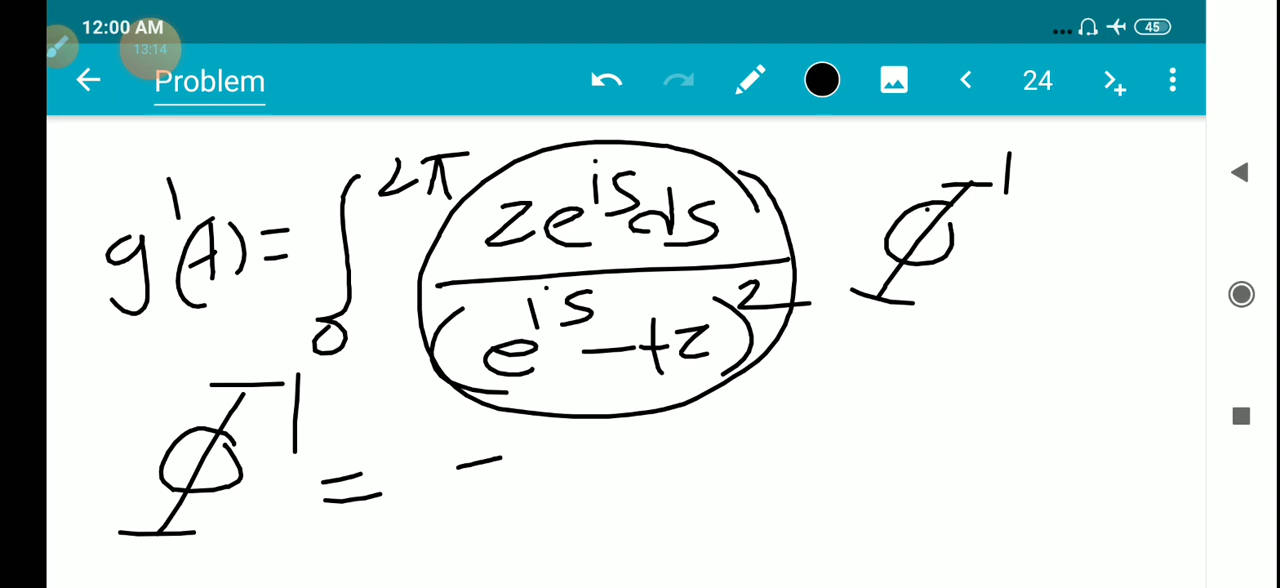 12:00 AM
45
13:14
Problem
24
g'(t) = ∫₀^{2π} ze^{is}ds / (e^{is} - tz)² Φ'
Φ' = -